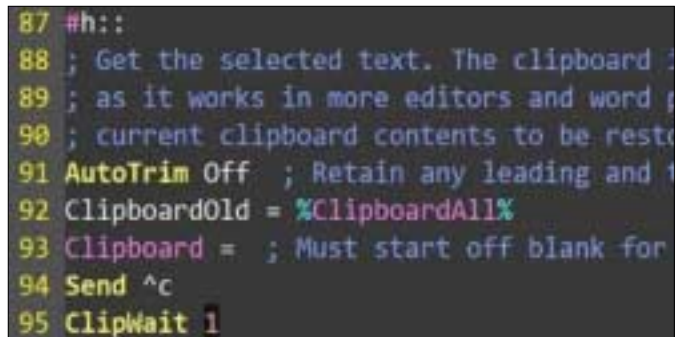 87 #h::
88 ; Get the selected text. The clipboard
89 ; as it works in more editors and word
90 ; current clipboard contents to be resto
91 AutoTrim Off  ; Retain any leading and t
92 ClipboardOld = %ClipboardAll%
93 Clipboard =  ; Must start off blank for
94 Send ^c
95 ClipWait 1